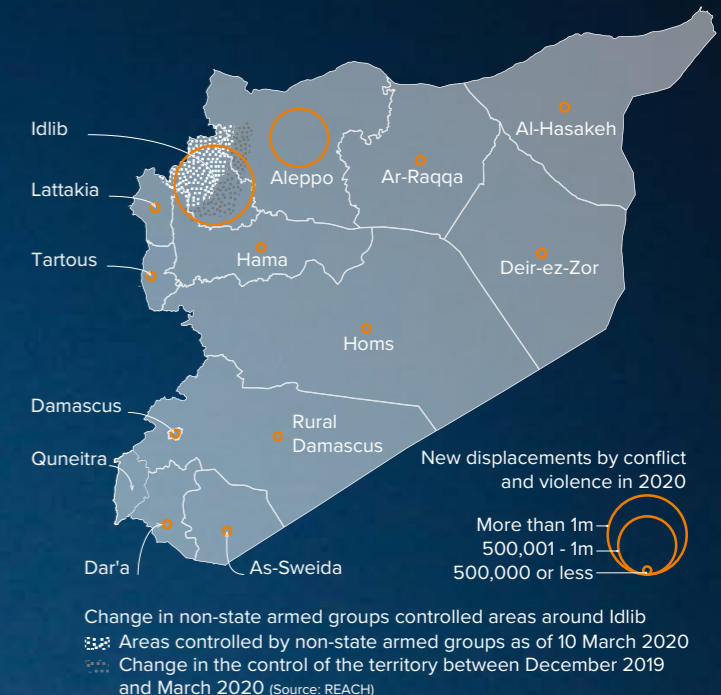 Idlib
Al-Hasakeh
Aleppo
Ar-Raqqa
Lattakia
Tartous
Hama
Deir-ez-Zor
Homs
Damascus
Rural
Damascus
Quneitra
Dar'a
As-Sweida
New displacements by conflict
and violence in 2020
More than 1m
500,001 - 1m
500,000 or less
Change in non-state armed groups controlled areas around Idlib
Areas controlled by non-state armed groups as of 10 March 2020
Change in the control of the territory between December 2019
and March 2020 (Source: REACH)